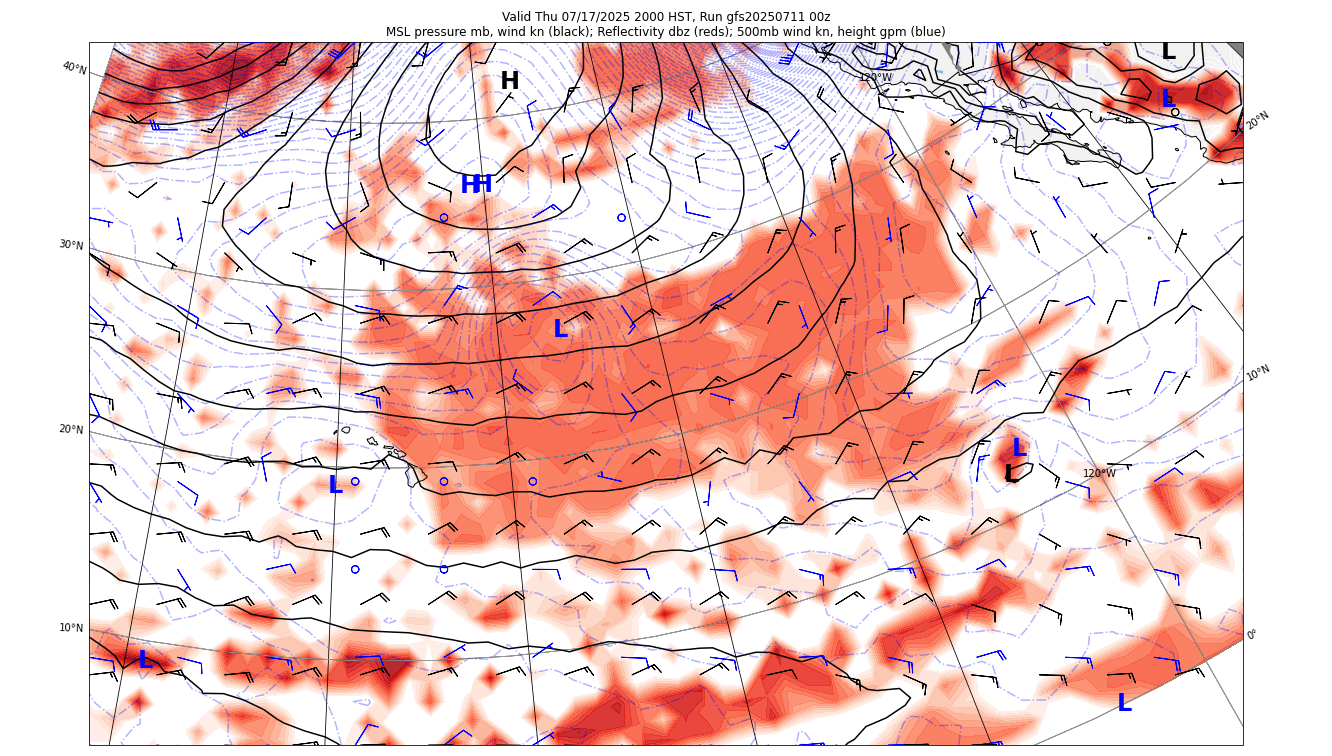 Valid Thu 07/17/2025 2000 HST, Run gfs20250711 00z
MSL pressure mb, wind kn (black); Reflectivity dbz (reds); 500mb wind kn, height gpm (blue)
H
L
40°N
120°W
L
20°N
HH
30°N
L
10°N
20°N
L
L
120°W
L
10°N
0°
L
L